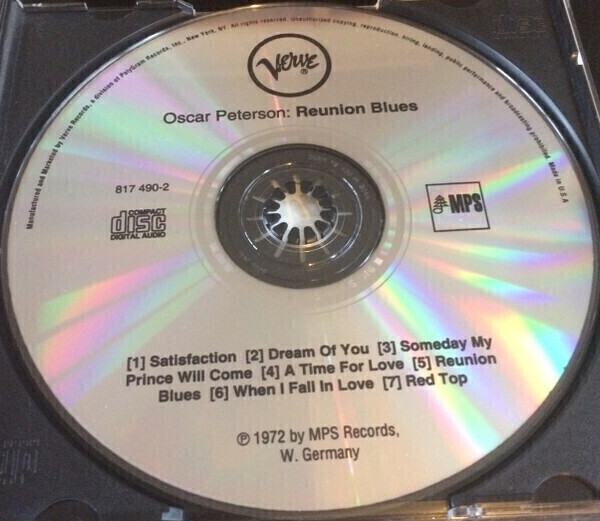 Manufactured and Marketed by Verve Records, a division of PolyGram Records, Inc., New York, NY. All rights reserved. Unauthorized copying, reproduction, hiring, lending, public performance and broadcasting prohibited. Made in U.S.A
Verve®
Oscar Peterson: Reunion Blues
817 490-2
COMPACT
disc
DIGITAL AUDIO
MPS
[1] Satisfaction [2] Dream Of You [3] Someday My
Prince Will Come [4] A Time For Love [5] Reunion
Blues [6] When I Fall In Love [7] Red Top
℗ 1972 by MPS Records,
W. Germany